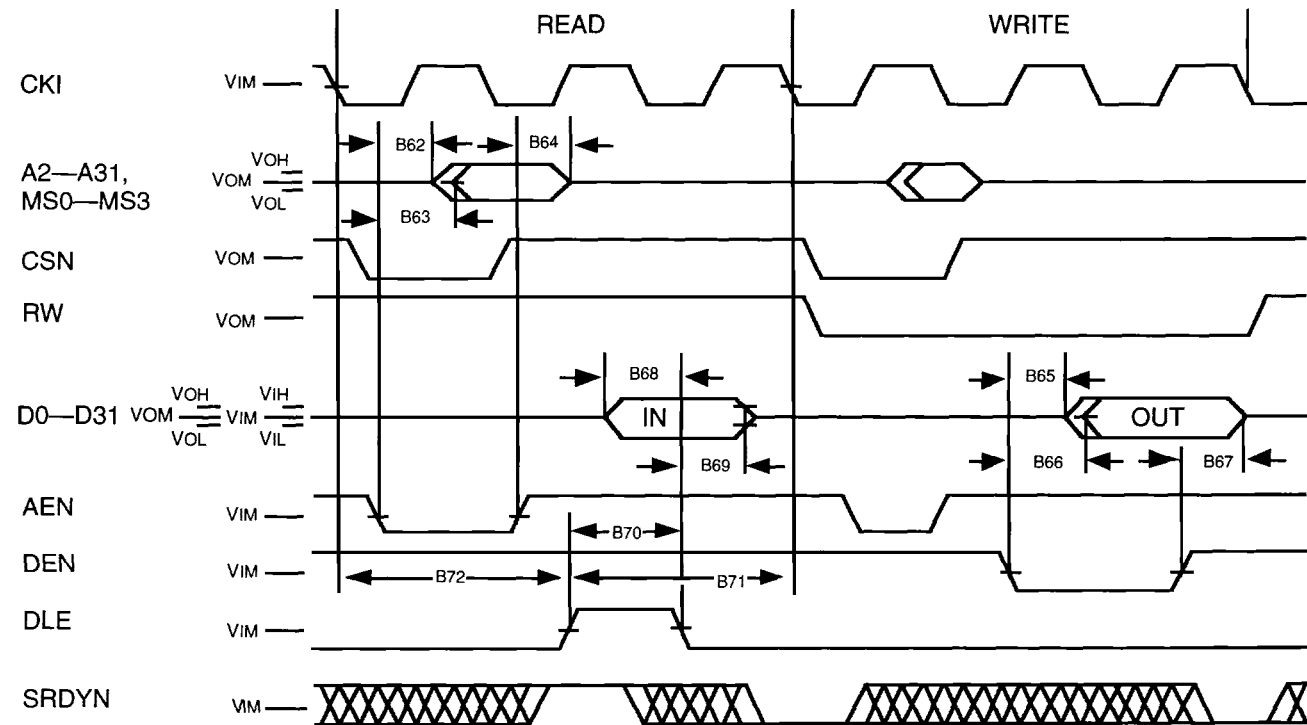 READ WRITE
CKI VIM
B62 B64
A2—A31, VOH
MS0—MS3 VOM
VOL
B63
CSN VOM
RW VOM
B68 B65
D0—D31 VOM VOH VOL VIM VIH VIL IN OUT
B69 B66 B67
AEN VIM
B70
DEN VIM
B72 B71
DLE VIM
SRDYN VIM